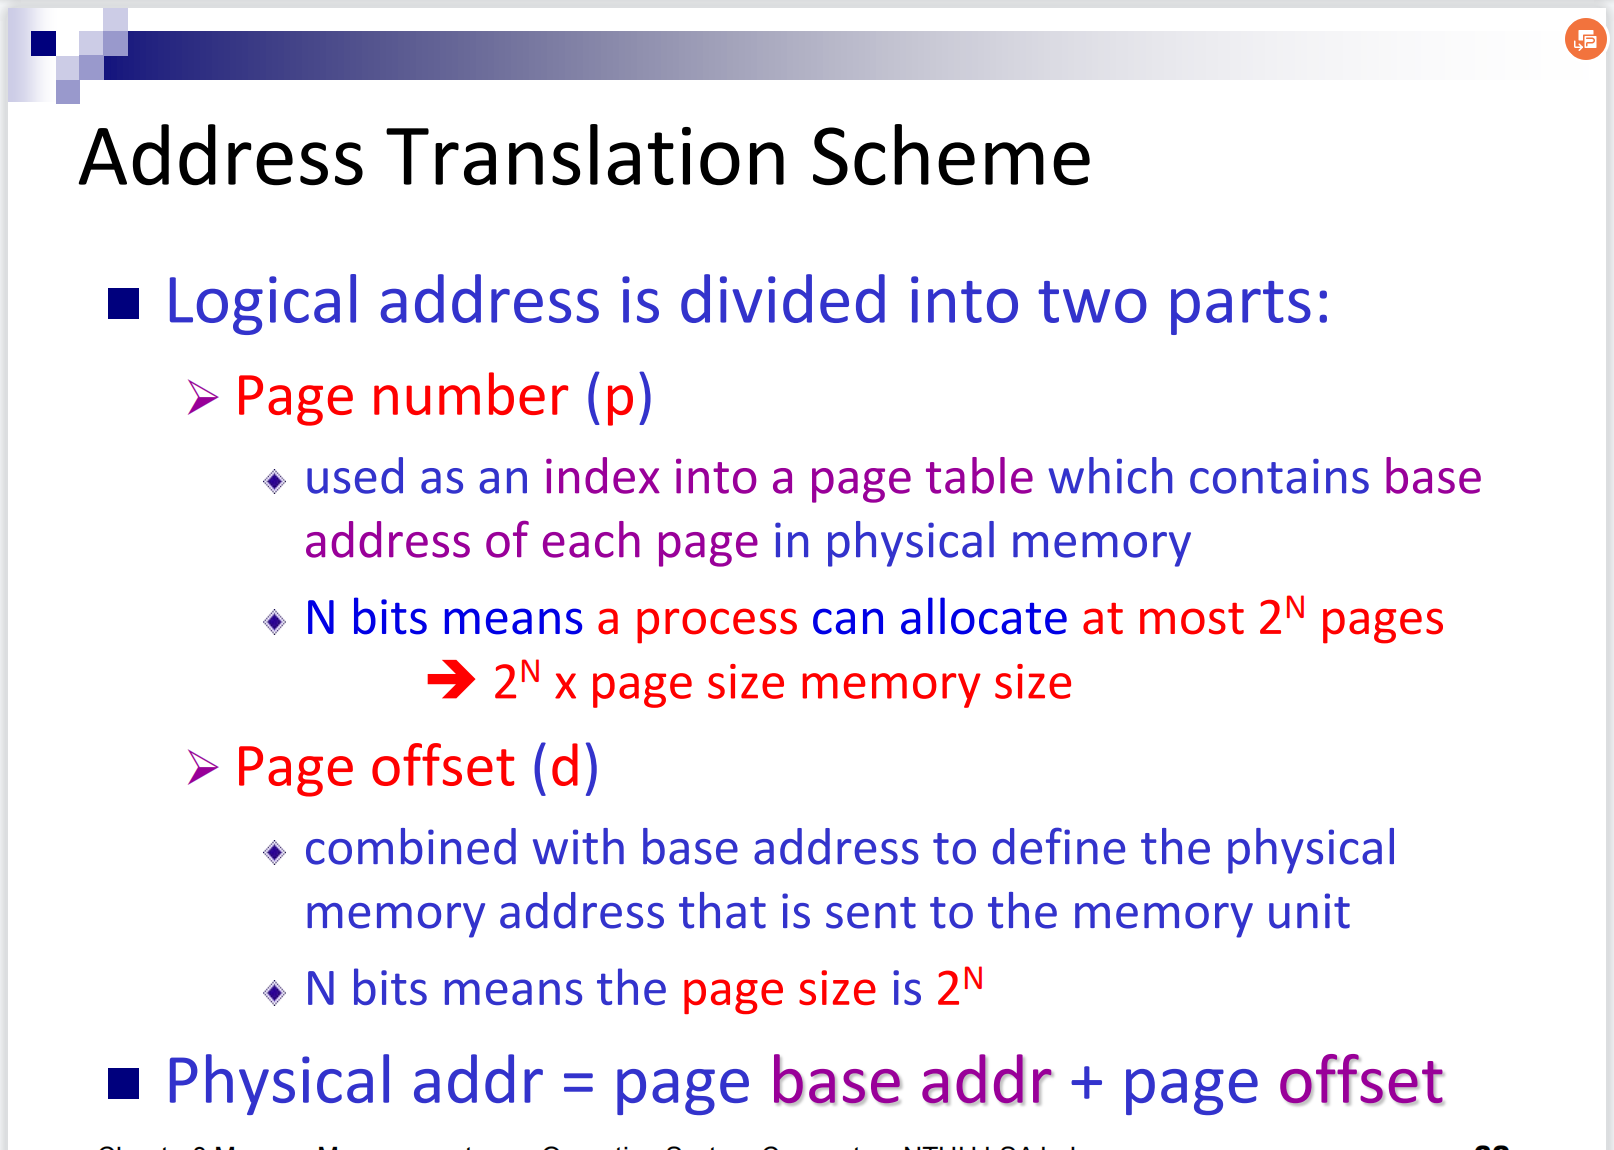 Address Translation Scheme
Logical address is divided into two parts:
Page number (p)
used as an index into a page table which contains base
address of each page in physical memory
N bits means a process can allocate at most 2^N pages
➔ 2^N x page size memory size
Page offset (d)
combined with base address to define the physical
memory address that is sent to the memory unit
N bits means the page size is 2^N
Physical addr = page base addr + page offset